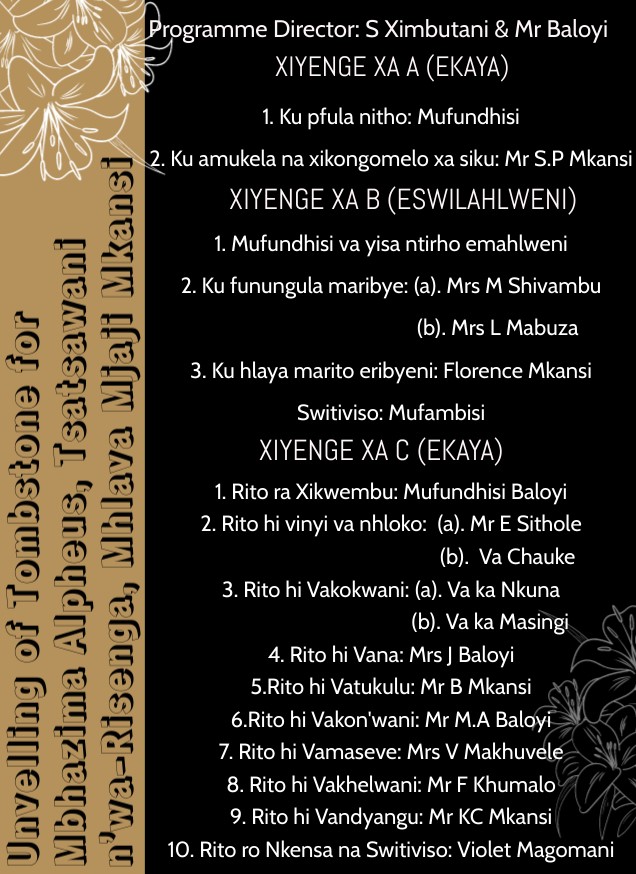 Unvelling of Tombstone for
Mbhazima Alpheus, Tsatsawani
n'wa-Risenga, Mhlava Mjaji Mkansi
Programme Director: S Ximbutani & Mr Baloyi
XIYENGE XA A (EKAYA)
1. Ku pfula nitho: Mufundhisi
2. Ku amukela na xikongomelo xa siku: Mr S.P Mkansi
XIYENGE XA B (ESWILAHLWENI)
1. Mufundhisi va yisa ntirho emahlweni
2. Ku funungula maribye: (a). Mrs M Shivambu
(b). Mrs L Mabuza
3. Ku hlaya marito eribyeni: Florence Mkansi
Switiviso: Mufambisi
XIYENGE XA C (EKAYA)
1. Rito ra Xikwembu: Mufundhisi Baloyi
2. Rito hi vinyi va nhloko: (a). Mr E Sithole
(b). Va Chauke
3. Rito hi Vakokwani: (a). Va ka Nkuna
(b). Va ka Masingi
4. Rito hi Vana: Mrs J Baloyi
5.Rito hi Vatukulu: Mr B Mkansi
6.Rito hi Vakon'wani: Mr M.A Baloyi
7. Rito hi Vamaseve: Mrs V Makhuvele
8. Rito hi Vakhelwani: Mr F Khumalo
9. Rito hi Vandyangu: Mr KC Mkansi
10. Rito ro Nkensa na Switiviso: Violet Magomani